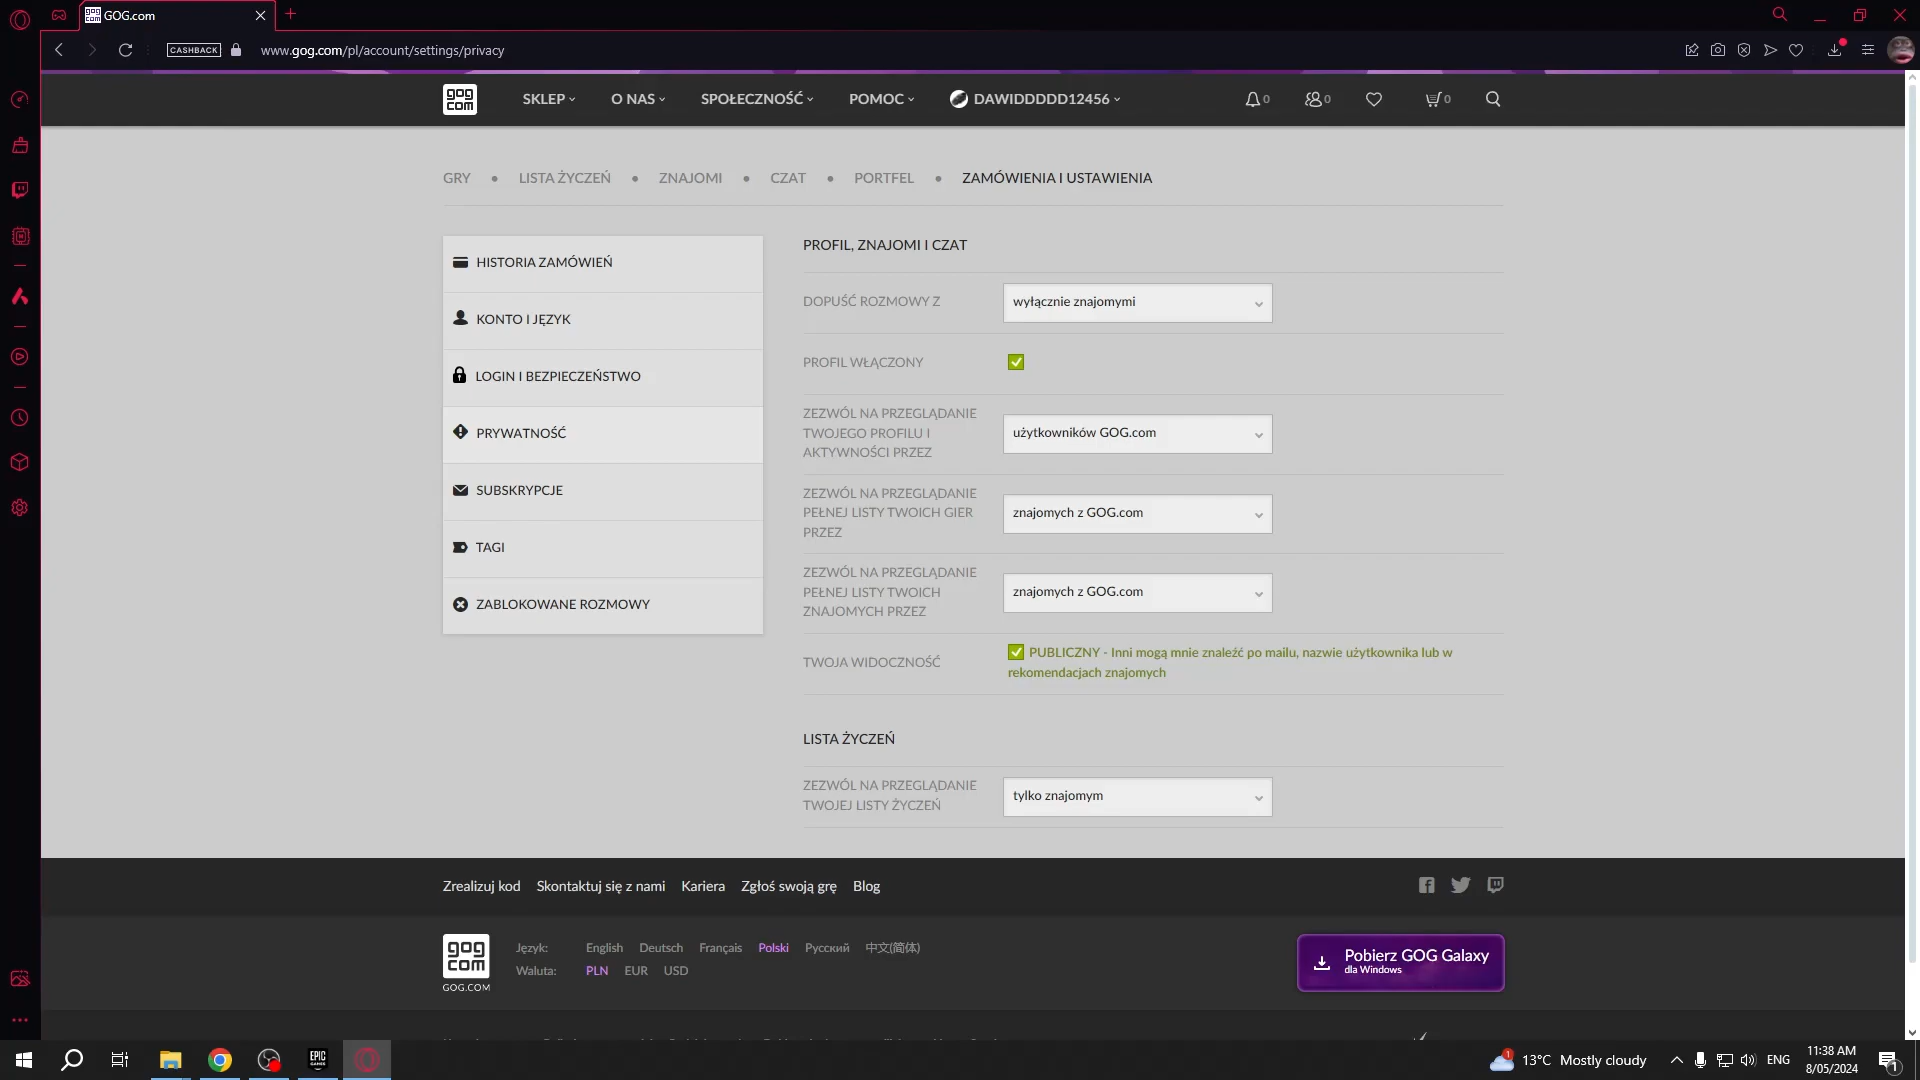 GOG.com
CASHBACK
www.gog.com/pl/account/settings/privacy
gog
com
SKLEP
O NAS
SPOŁECZNOŚĆ
POMOC
DAWIDDDDD12456
0
0
0
GRY • LISTA ŻYCZEŃ • ZNAJOMI • CZAT • PORTFEL • ZAMÓWIENIA I USTAWIENIA
HISTORIA ZAMÓWIEŃ
KONTO I JĘZYK
LOGIN I BEZPIECZEŃSTWO
PRYWATNOŚĆ
SUBSKRYPCJE
TAGI
ZABLOKOWANE ROZMOWY
PROFIL, ZNAJOMI I CZAT
DOPUŚĆ ROZMOWY Z
wyłącznie znajomymi
PROFIL WŁĄCZONY
ZEZWÓL NA PRZEGLĄDANIE
TWOJEGO PROFILU I
AKTYWNOŚCI PRZEZ
użytkowników GOG.com
ZEZWÓL NA PRZEGLĄDANIE
PEŁNEJ LISTY TWOICH GIER
PRZEZ
znajomych z GOG.com
ZEZWÓL NA PRZEGLĄDANIE
PEŁNEJ LISTY TWOICH
ZNAJOMYCH PRZEZ
znajomych z GOG.com
TWOJA WIDOCZNOŚĆ
PUBLICZNY - Inni mogą mnie znaleźć po mailu, nazwie użytkownika lub w
rekomendacjach znajomych
LISTA ŻYCZEŃ
ZEZWÓL NA PRZEGLĄDANIE
TWOJEJ LISTY ŻYCZEŃ
tylko znajomym
Zrealizuj kod Skontaktuj się z nami Kariera Zgłoś swoją grę Blog
gog
com
GOG.COM
Język: English Deutsch Français Polski Русский 中文(简体)
Waluta: PLN EUR USD
Pobierz GOG Galaxy
dla Windows
EPIC
GAMES
1
13°C Mostly cloudy
ENG
11:38 AM
8/05/2024
1